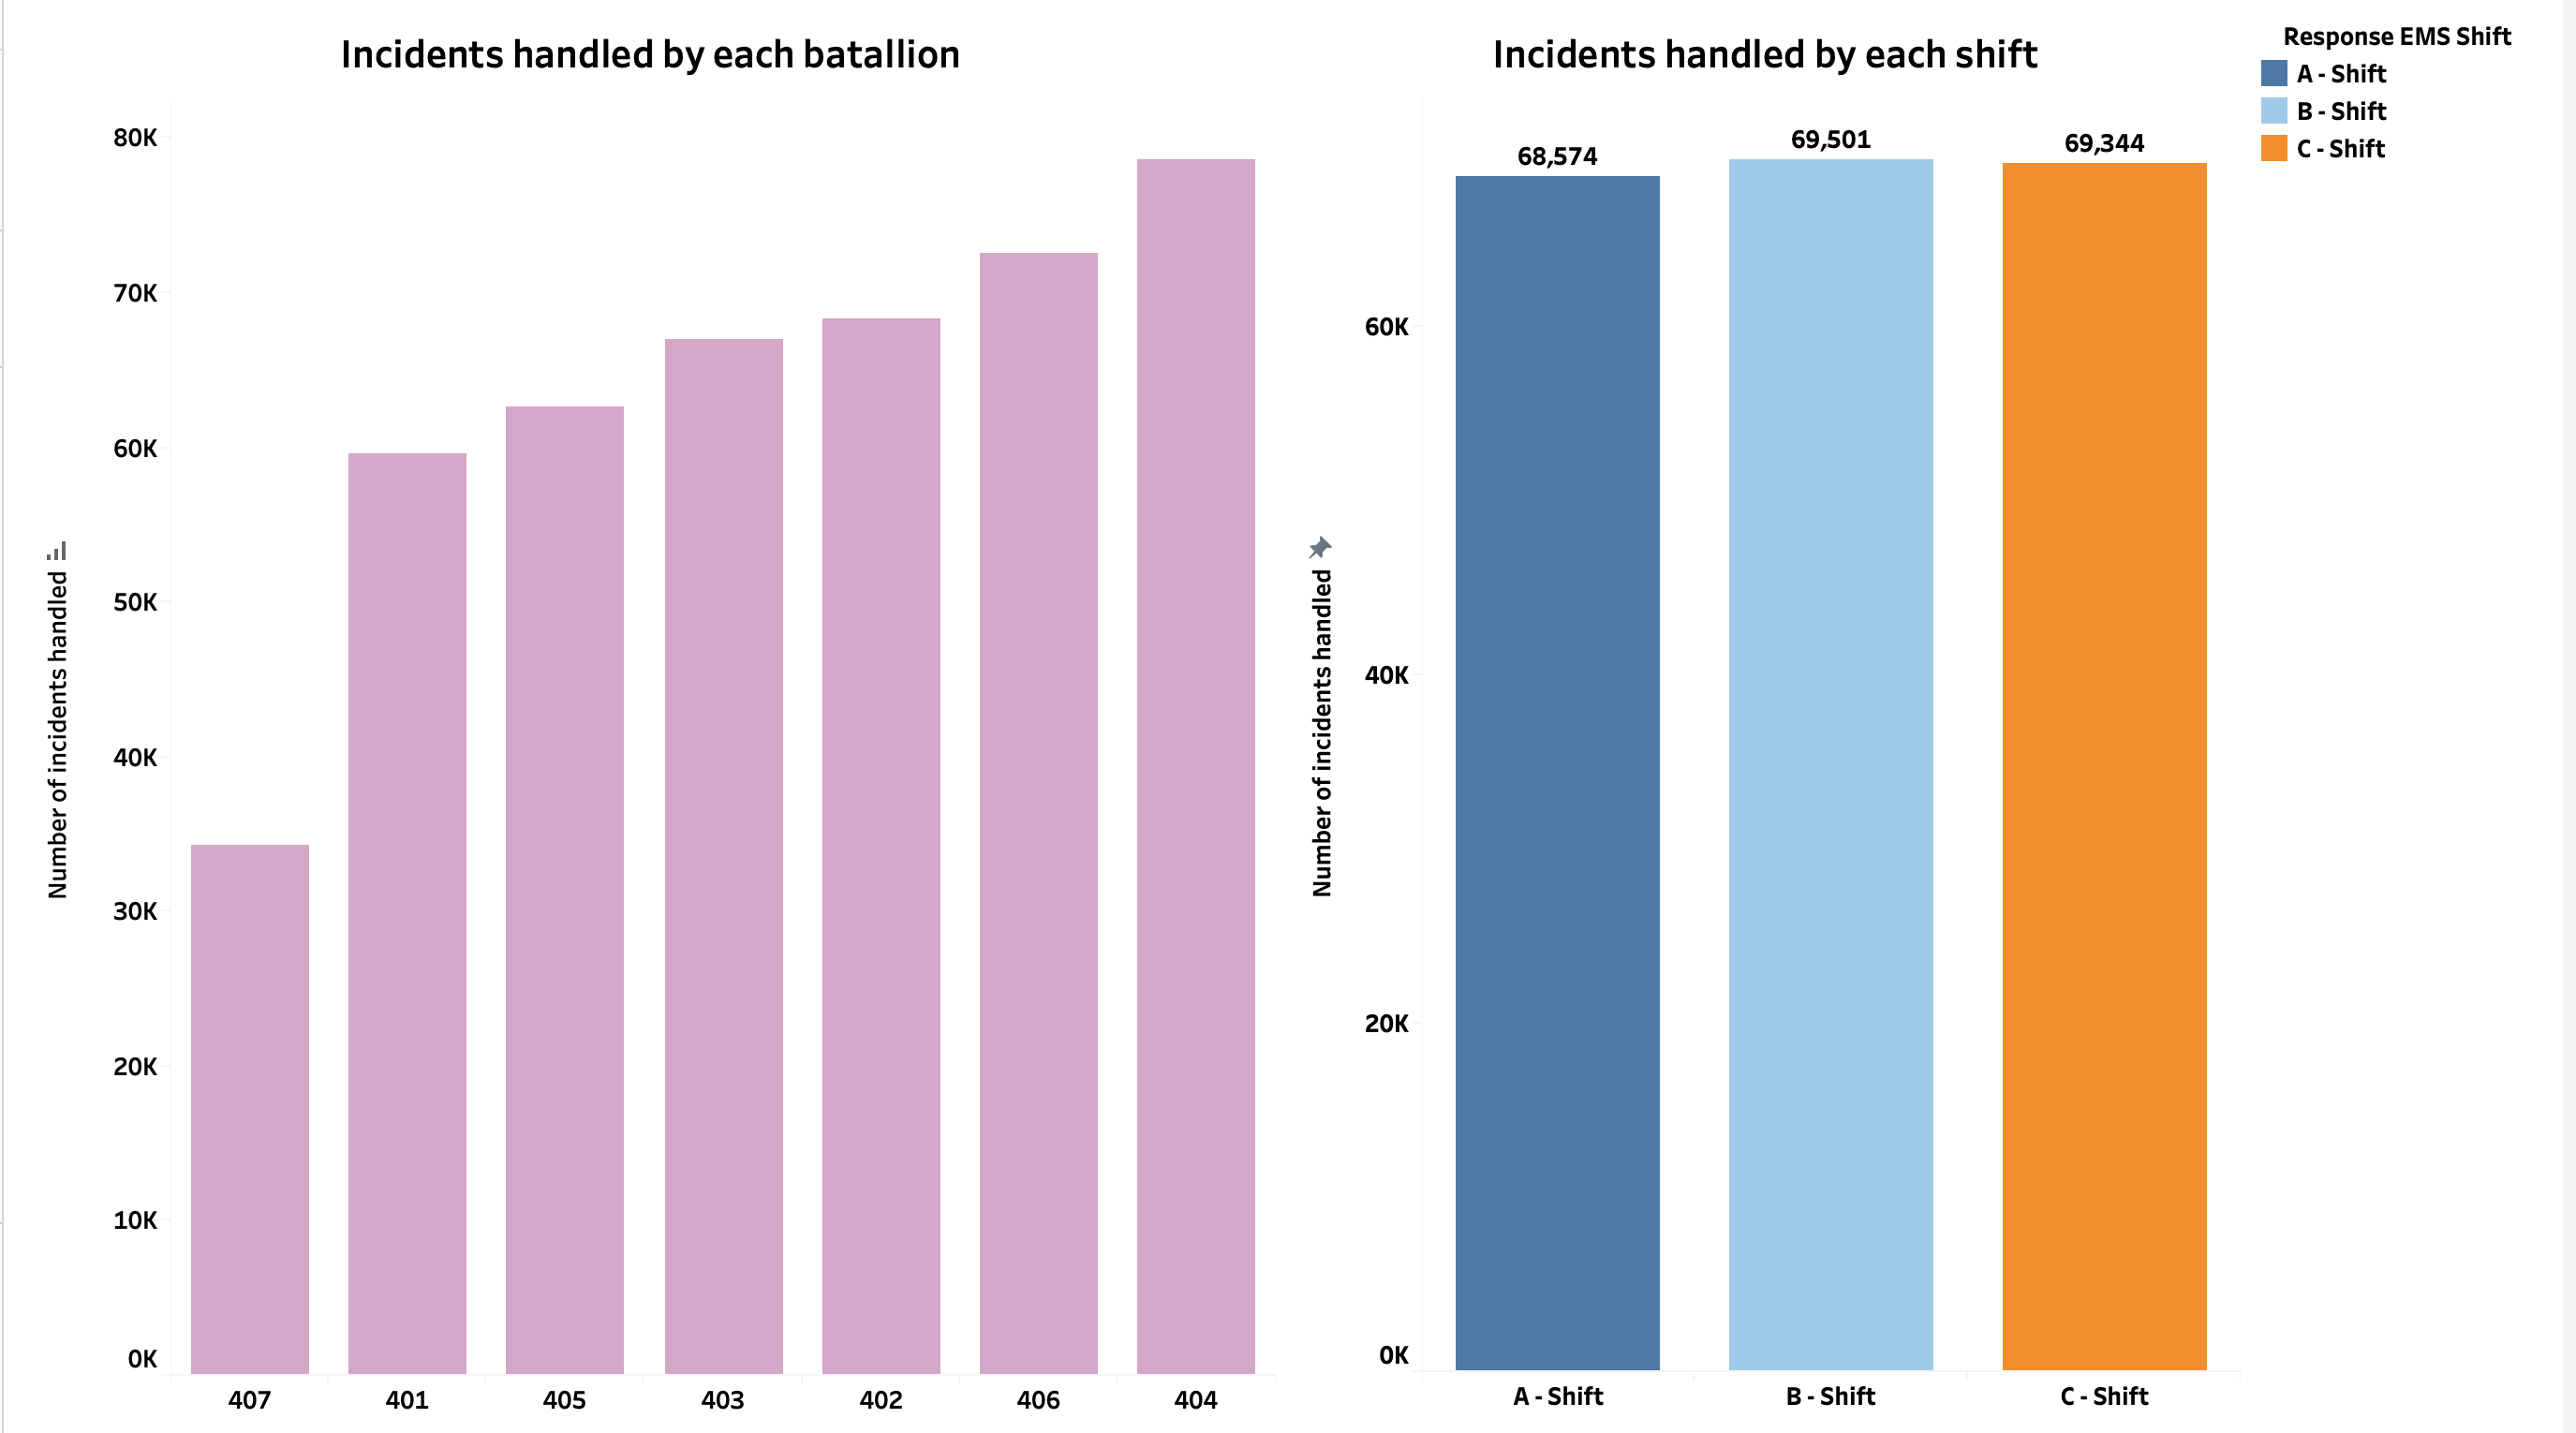 Incidents handled by each batallion
Number of incidents handled
80K
70K
60K
50K
40K
30K
20K
10K
0K
407 401 405 403 402 406 404
Incidents handled by each shift
Number of incidents handled
60K
40K
20K
0K
68,574 69,501 69,344
A - Shift B - Shift C - Shift
Response EMS Shift
A - Shift
B - Shift
C - Shift